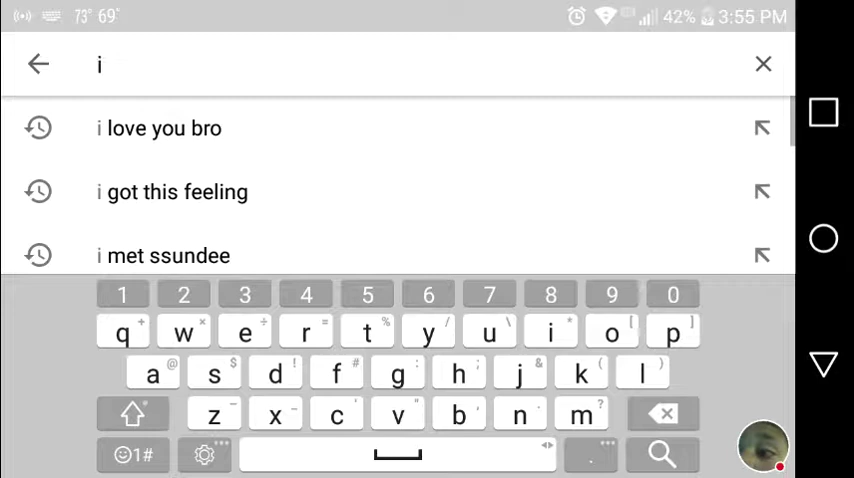 73° 69° 42% 3:55 PM
i
i love you bro
i got this feeling
i met ssundee
1 2 3 4 5 6 7 8 9 0
q + w × e ÷ r = t % y / u \ i * o [ p ]
a @ s $ d ! f # g : h ; j & k ( l )
z – x - c ' v " b , n . m ?
1# .